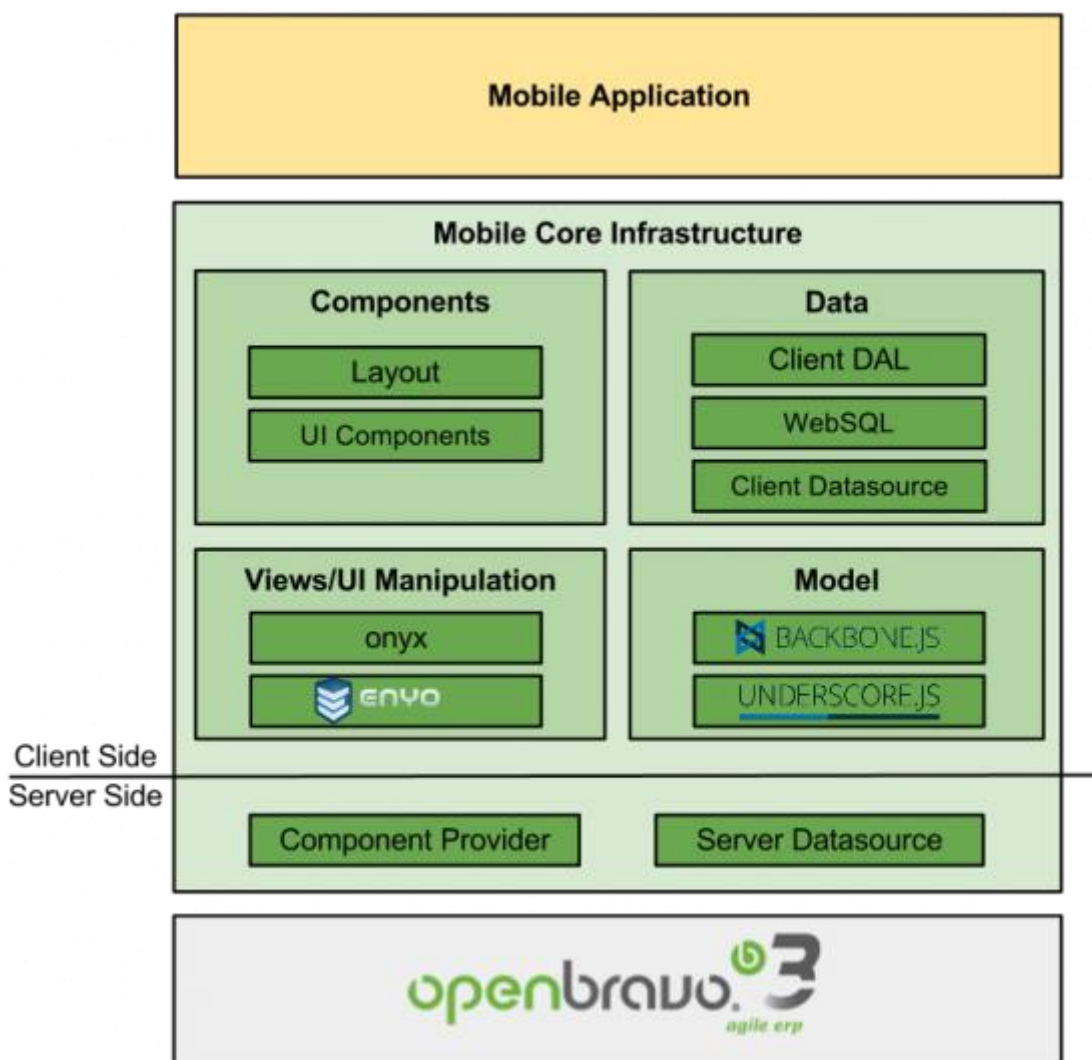 Mobile Application
Mobile Core Infrastructure
Components
Layout
UI Components
Data
Client DAL
WebSQL
Client Datasource
Views/UI Manipulation
onyx
enyo
Model
BACKBONE.JS
UNDERSCORE.JS
Client Side
Server Side
Component Provider
Server Datasource
openbravo. b 3
agile erp